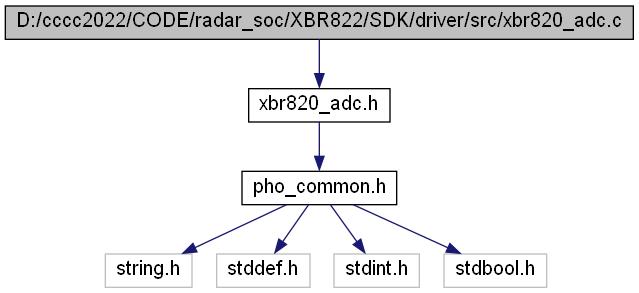 D:/cccc2022/CODE/radar_soc/XBR822/SDK/driver/src/xbr820_adc.c
xbr820_adc.h
pho_common.h
string.h
stddef.h
stdint.h
stdbool.h